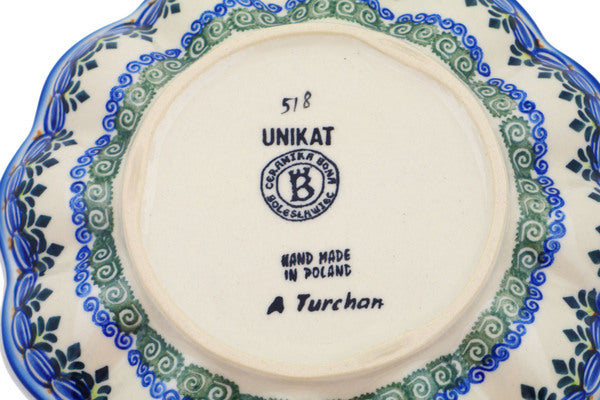 518
UNIKAT
CERAMIKA BONA
B
BOLESŁAWIEC
HAND MADE
IN POLAND
A Turchan